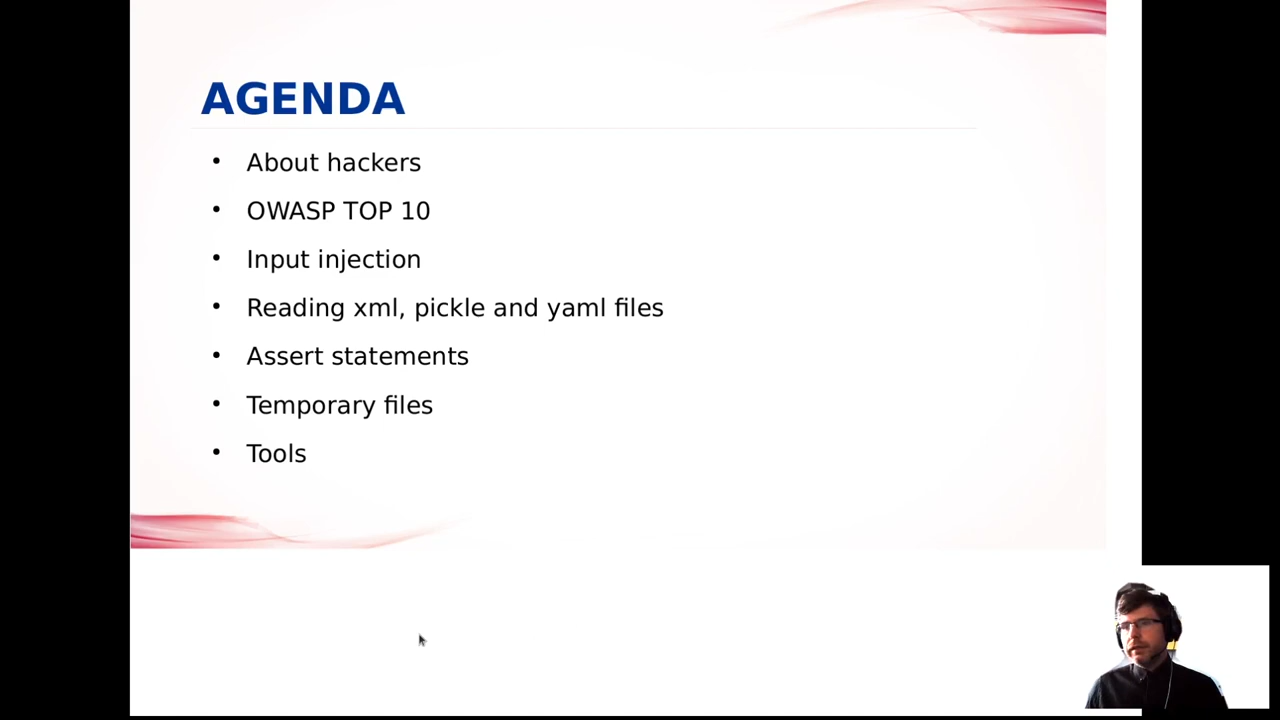 AGENDA
• About hackers
• OWASP TOP 10
• Input injection
• Reading xml, pickle and yaml files
• Assert statements
• Temporary files
• Tools